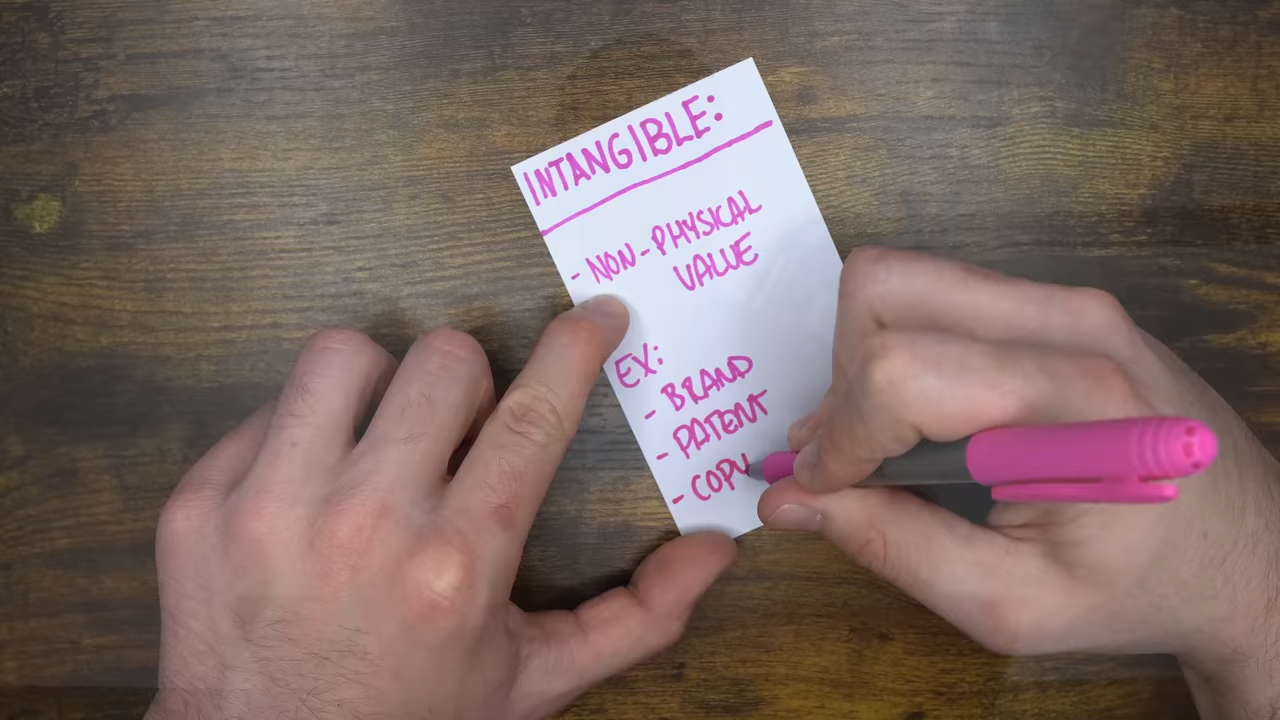 INTANGIBLE:
- NON-PHYSICAL
VALUE
EX:
- BRAND
- PATENT
- COPY